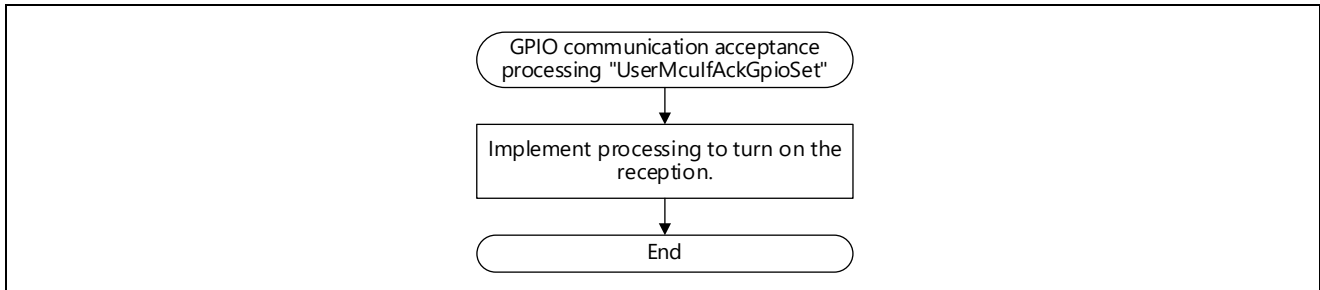 GPIO communication acceptance
processing "UserMcuIfAckGpioSet"
Implement processing to turn on the
reception.
End